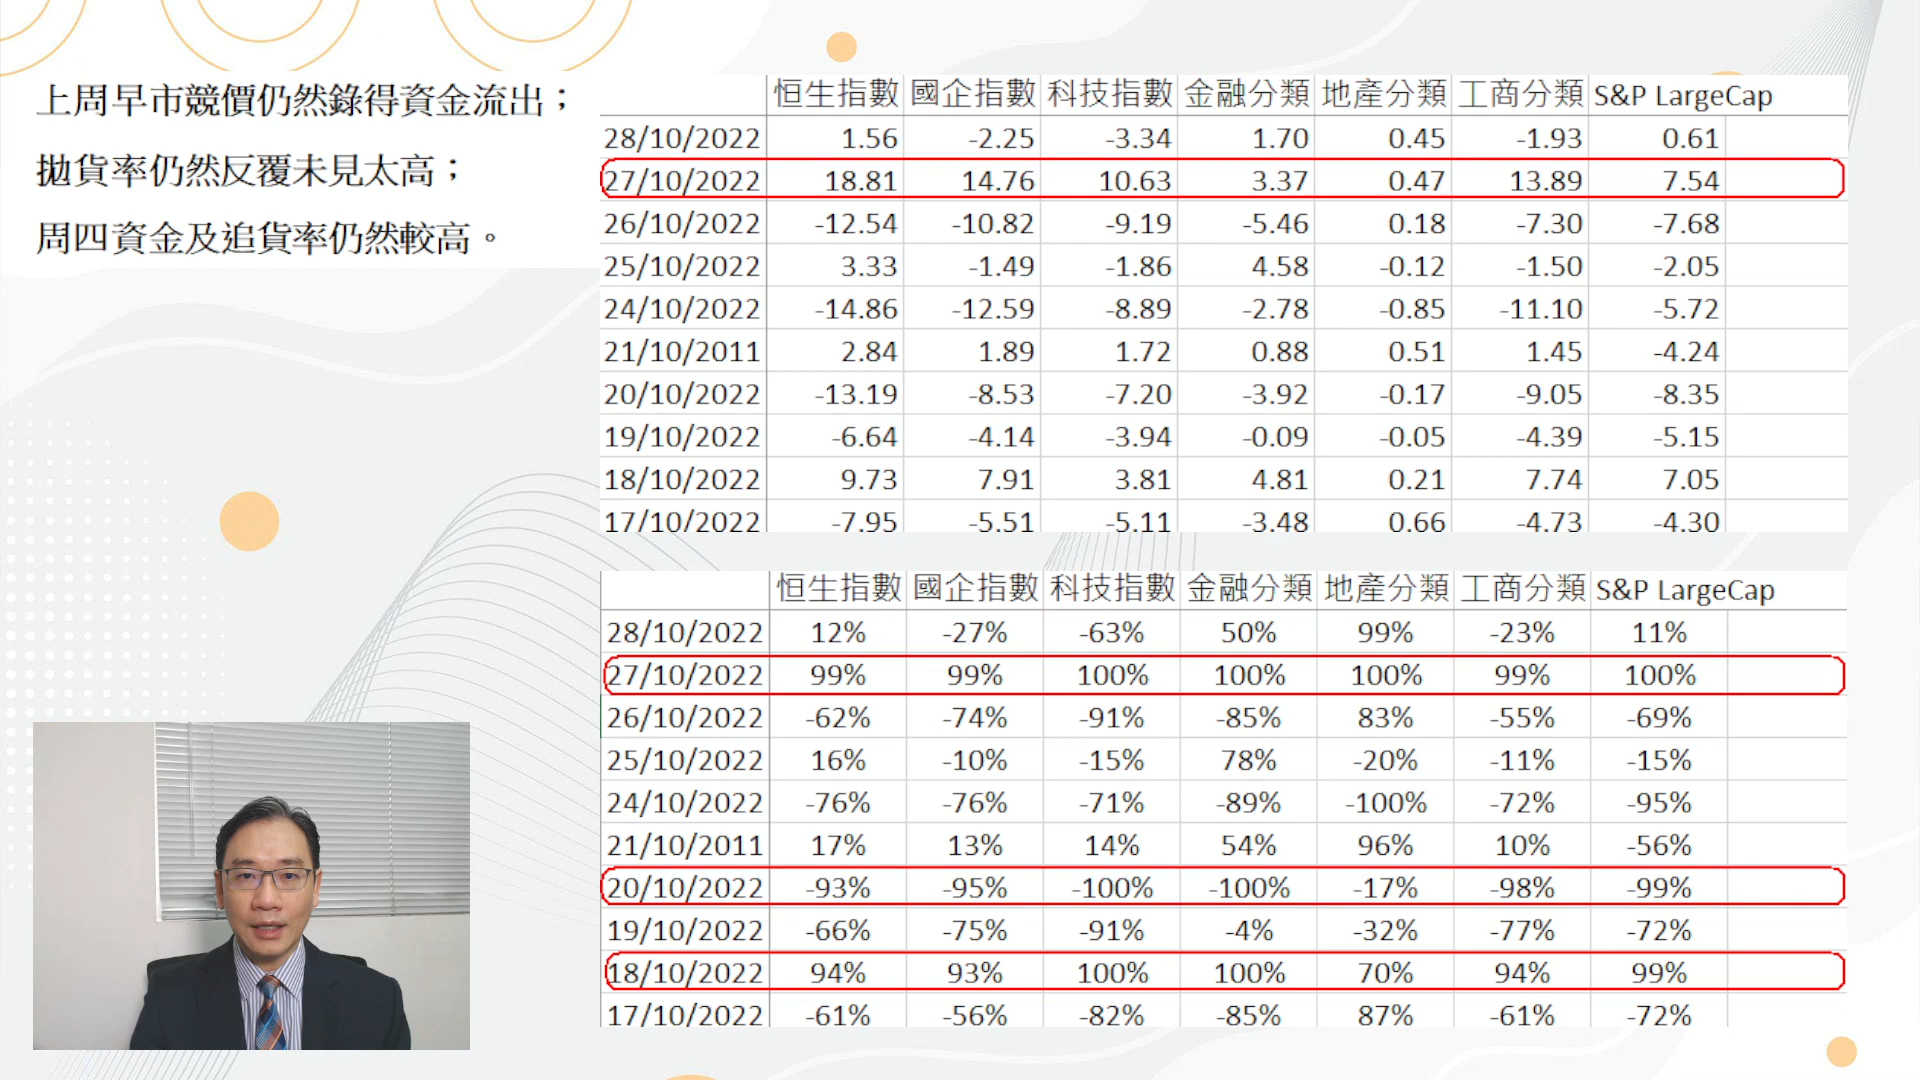 上周早市競價仍然錄得資金流出；
拋貨率仍然反覆未見太高；
周四資金及追貨率仍然較高。
恒生指數 國企指數 科技指數 金融分類 地產分類 工商分類 S&P LargeCap
28/10/2022 1.56 -2.25 -3.34 1.70 0.45 -1.93 0.61
27/10/2022 18.81 14.76 10.63 3.37 0.47 13.89 7.54
26/10/2022 -12.54 -10.82 -9.19 -5.46 0.18 -7.30 -7.68
25/10/2022 3.33 -1.49 -1.86 4.58 -0.12 -1.50 -2.05
24/10/2022 -14.86 -12.59 -8.89 -2.78 -0.85 -11.10 -5.72
21/10/2011 2.84 1.89 1.72 0.88 0.51 1.45 -4.24
20/10/2022 -13.19 -8.53 -7.20 -3.92 -0.17 -9.05 -8.35
19/10/2022 -6.64 -4.14 -3.94 -0.09 -0.05 -4.39 -5.15
18/10/2022 9.73 7.91 3.81 4.81 0.21 7.74 7.05
17/10/2022 -7.95 -5.51 -5.11 -3.48 0.66 -4.73 -4.30
恒生指數 國企指數 科技指數 金融分類 地產分類 工商分類 S&P LargeCap
28/10/2022 12% -27% -63% 50% 99% -23% 11%
27/10/2022 99% 99% 100% 100% 100% 99% 100%
26/10/2022 -62% -74% -91% -85% 83% -55% -69%
25/10/2022 16% -10% -15% 78% -20% -11% -15%
24/10/2022 -76% -76% -71% -89% -100% -72% -95%
21/10/2011 17% 13% 14% 54% 96% 10% -56%
20/10/2022 -93% -95% -100% -100% -17% -98% -99%
19/10/2022 -66% -75% -91% -4% -32% -77% -72%
18/10/2022 94% 93% 100% 100% 70% 94% 99%
17/10/2022 -61% -56% -82% -85% 87% -61% -72%